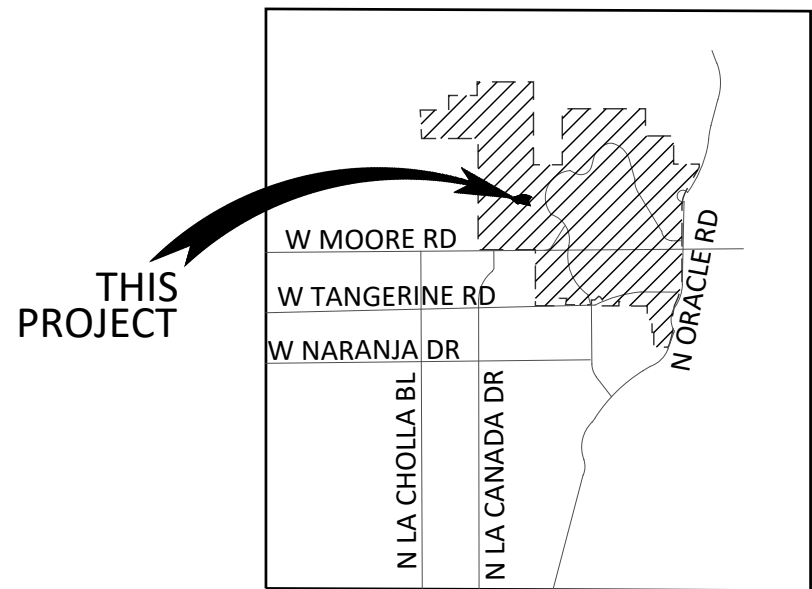 W MOORE RD
THIS
PROJECT
W TANGERINE RD
W NARANJA DR
N LA CHOLLA BL
N LA CANADA DR
N ORACLE RD